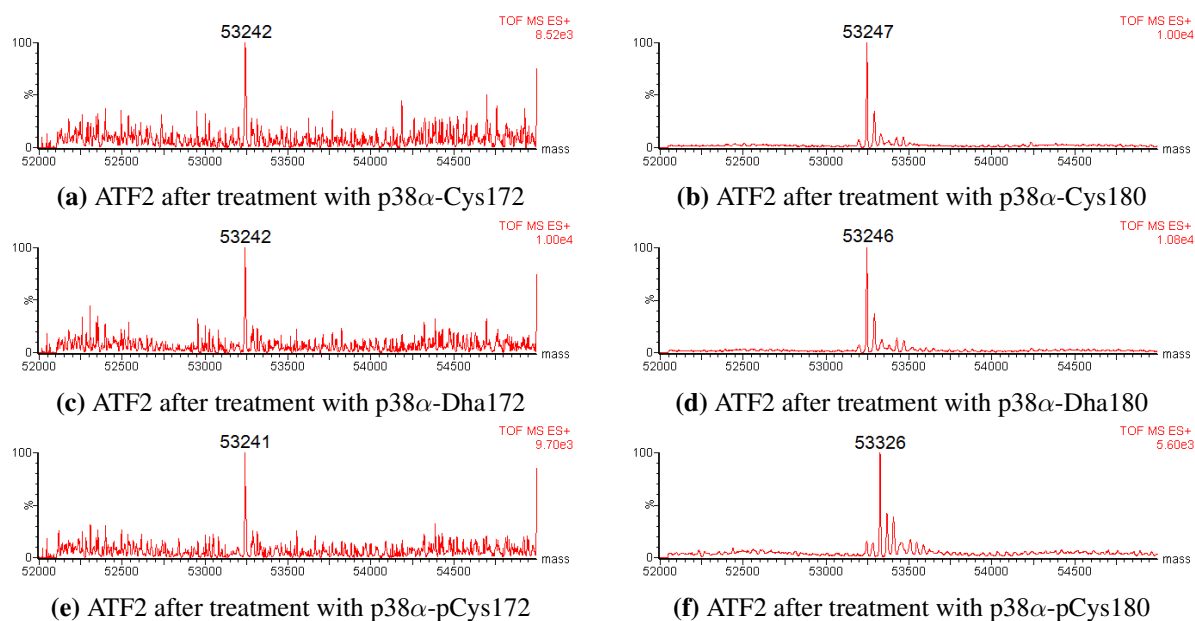 TOF MS ES+
8.52e3
53242
100
%
0
52000 52500 53000 53500 54000 54500 mass
(a) ATF2 after treatment with p38α-Cys172
TOF MS ES+
1.00e4
53247
100
%
0
52000 52500 53000 53500 54000 54500 mass
(b) ATF2 after treatment with p38α-Cys180
TOF MS ES+
1.00e4
53242
100
%
0
52000 52500 53000 53500 54000 54500 mass
(c) ATF2 after treatment with p38α-Dha172
TOF MS ES+
1.08e4
53246
100
%
0
52000 52500 53000 53500 54000 54500 mass
(d) ATF2 after treatment with p38α-Dha180
TOF MS ES+
9.70e3
53241
100
%
0
52000 52500 53000 53500 54000 54500 mass
(e) ATF2 after treatment with p38α-pCys172
TOF MS ES+
5.60e3
53326
100
%
0
52000 52500 53000 53500 54000 54500 mass
(f) ATF2 after treatment with p38α-pCys180